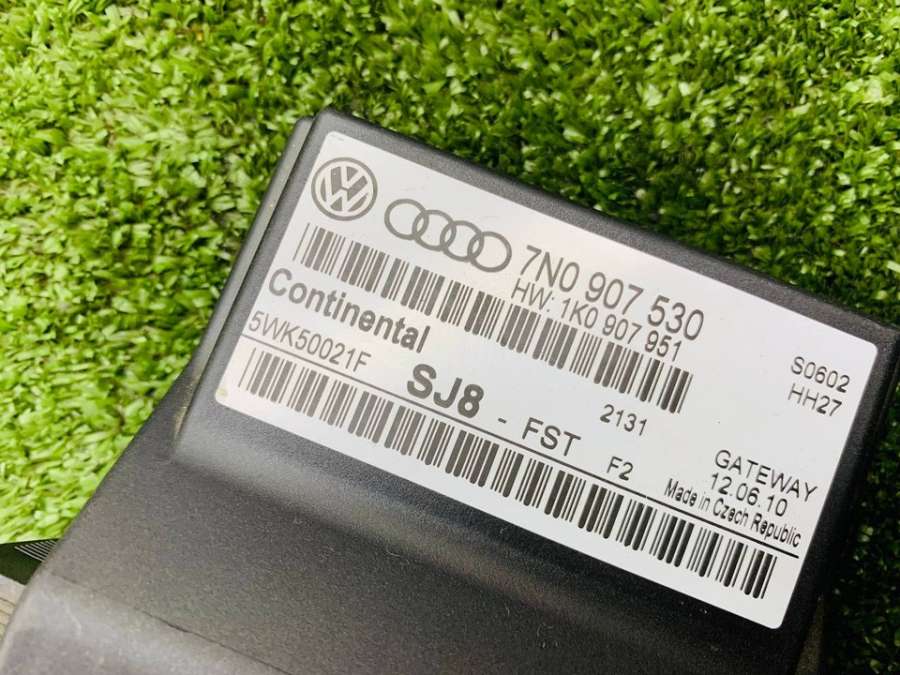 VW
7N0 907 530
HW: 1K0 907 951
S0602
HH27
Continental
5WK50021F
SJ8 - FST
2131
F2
GATEWAY
12.06.10
Made in Czech Republic